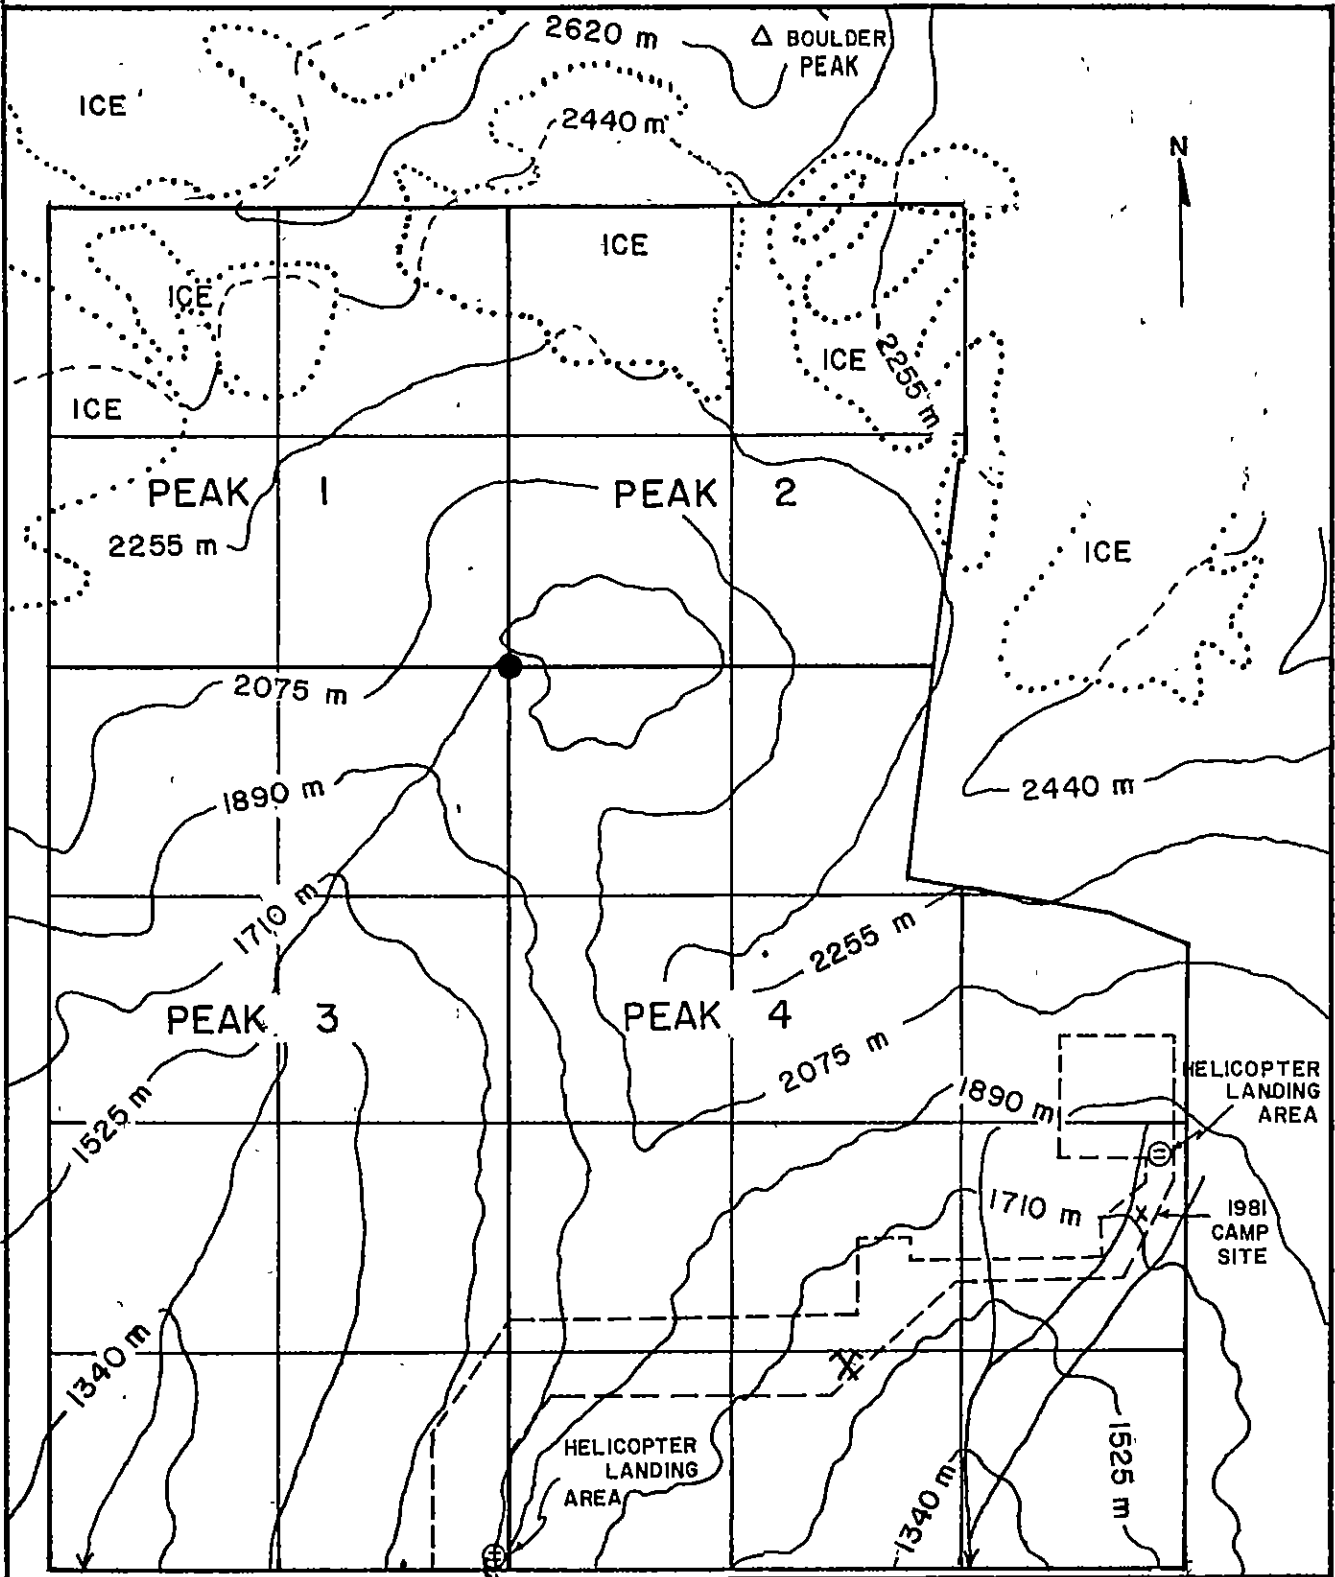 2620 m
BOULDER
PEAK
ICE
2440 m
N
ICE
ICE
ICE
2255 m
ICE
PEAK 1
PEAK 2
2255 m
ICE
2075 m
1890 m
2440 m
1710 m
2255 m
PEAK 3
PEAK 4
2075 m
HELICOPTER
LANDING
AREA
1890 m
1525 m
1710 m
1981
CAMP
SITE
1340 m
HELICOPTER
LANDING
AREA
1525 m
1340 m